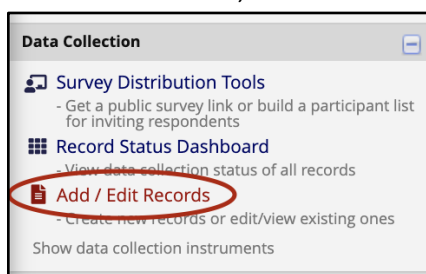 Data Collection
Survey Distribution Tools
- Get a public survey link or build a participant list
for inviting respondents
Record Status Dashboard
- View data collection status of all records
Add / Edit Records
- Create new records or edit/view existing ones
Show data collection instruments